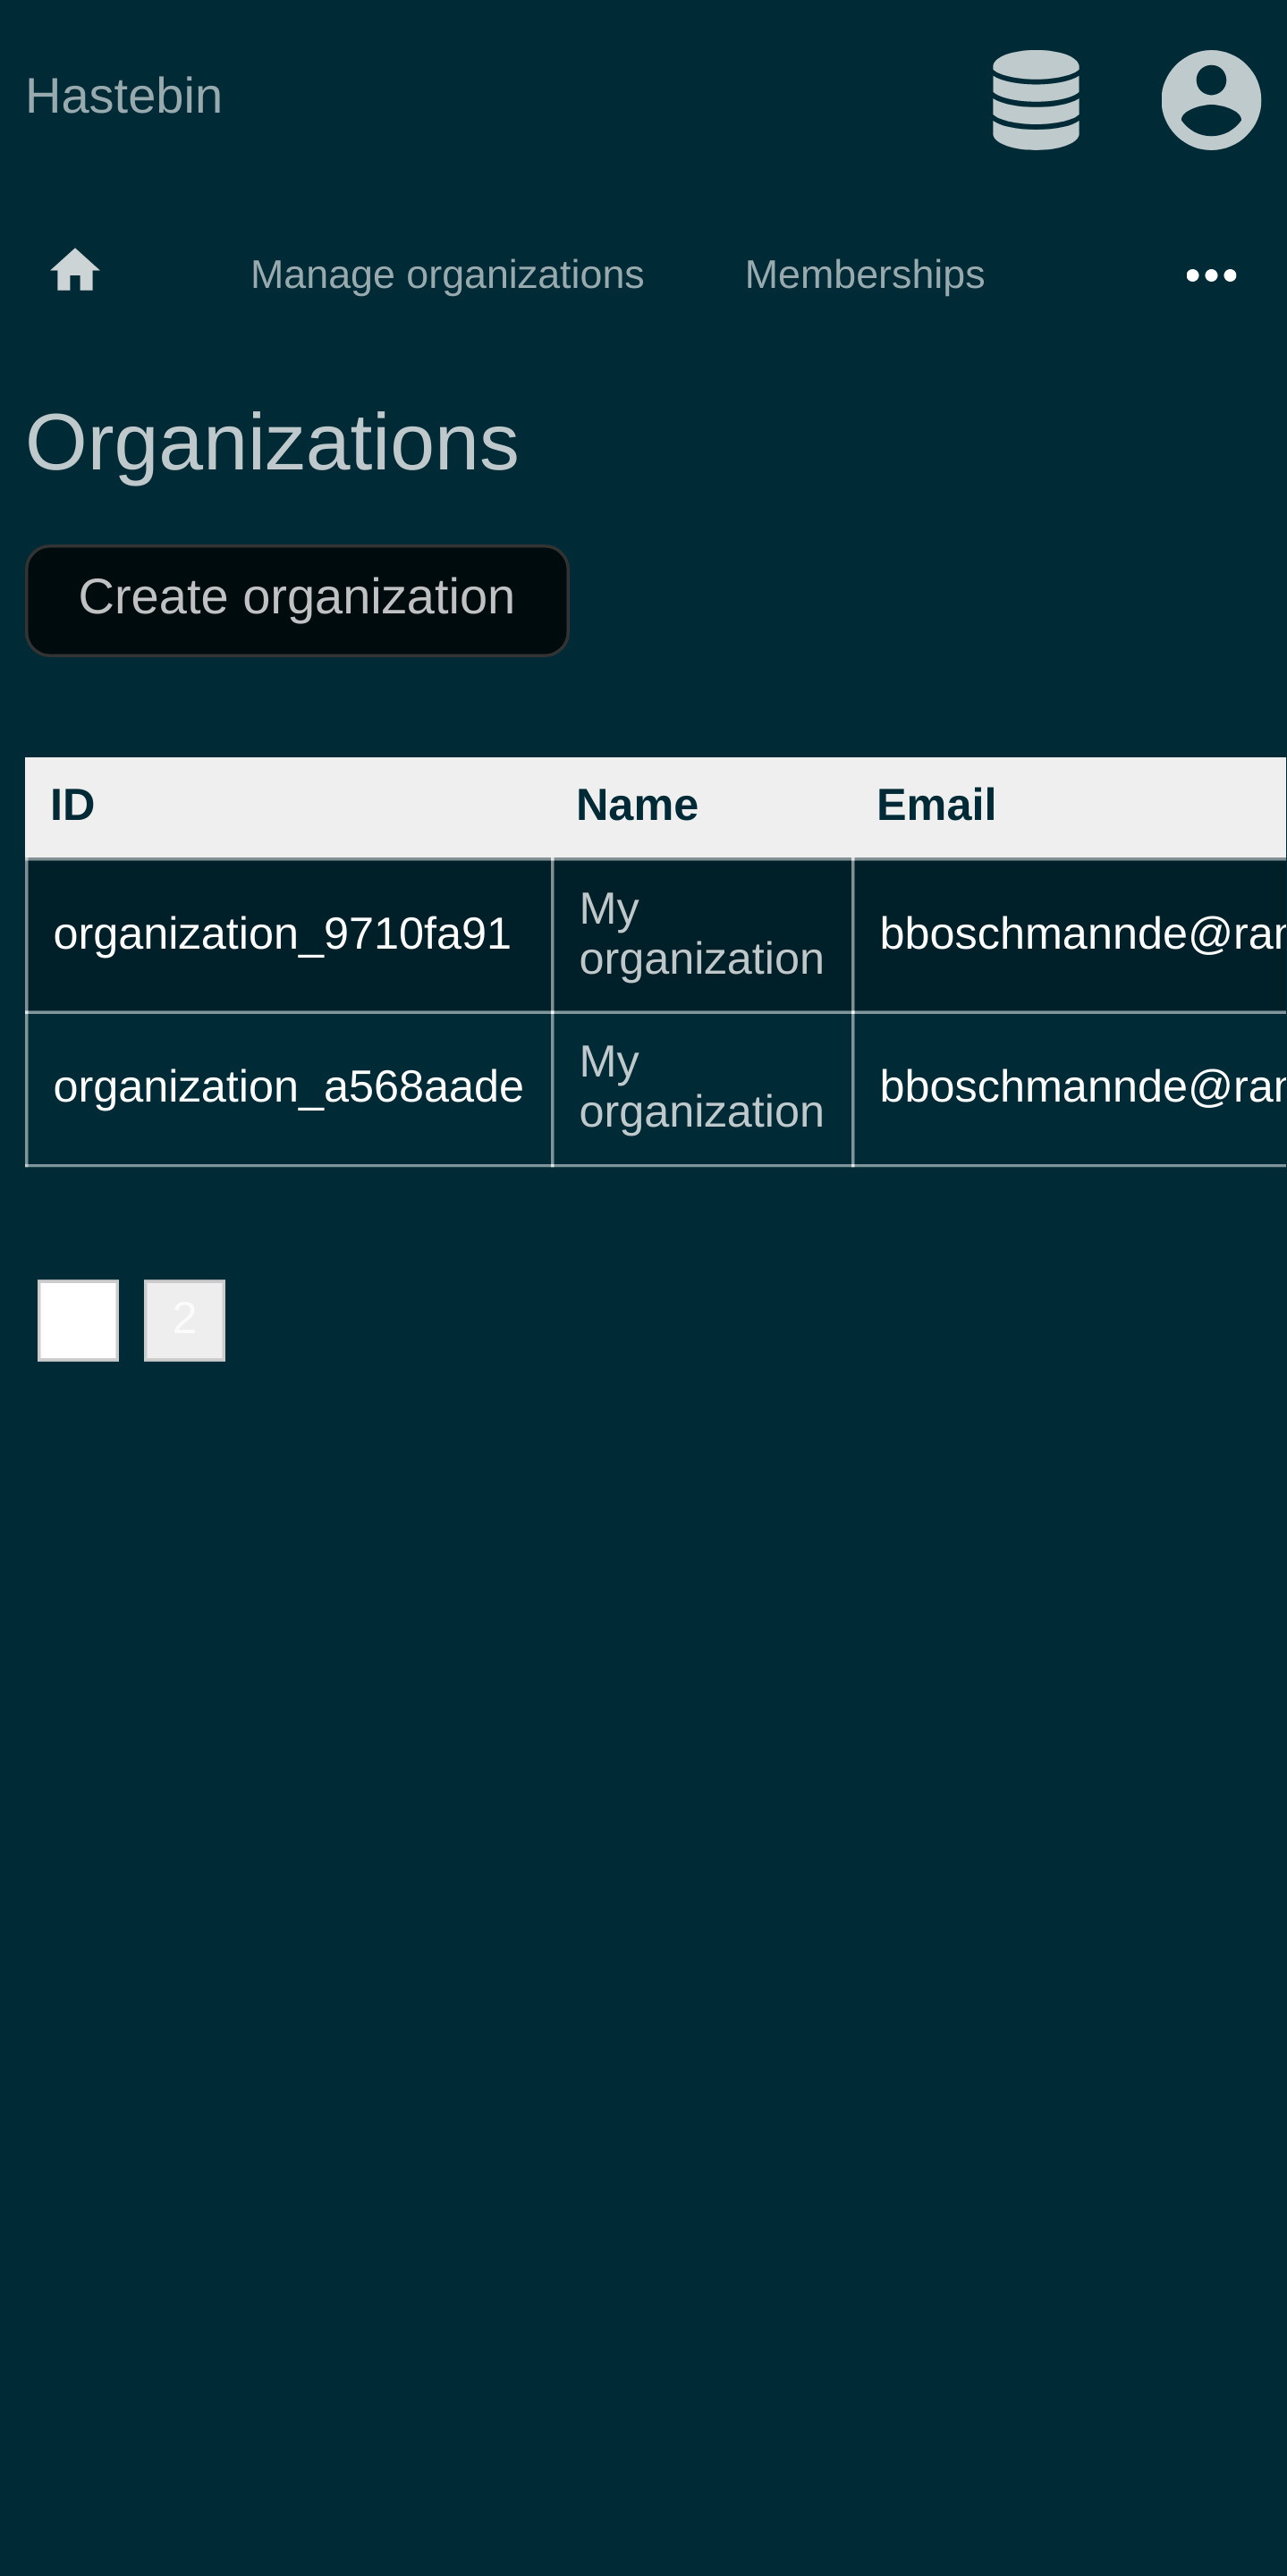 Hastebin
Manage organizations Memberships
Organizations
Create organization
ID Name Email
organization_9710fa91 My organization bboschmannde@rar
organization_a568aade My organization bboschmannde@rar
2